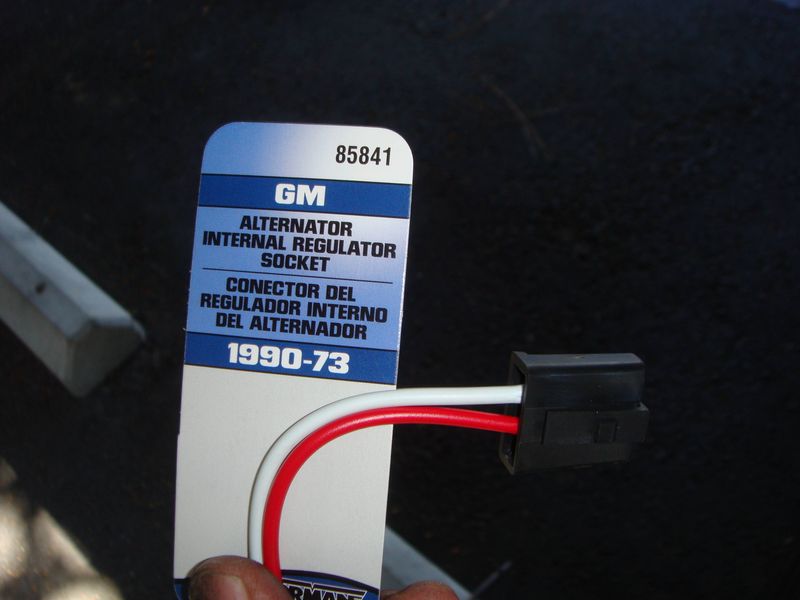 85841
GM
ALTERNATOR
INTERNAL REGULATOR
SOCKET
CONECTOR DEL
REGULADOR INTERNO
DEL ALTERNADOR
1990-73